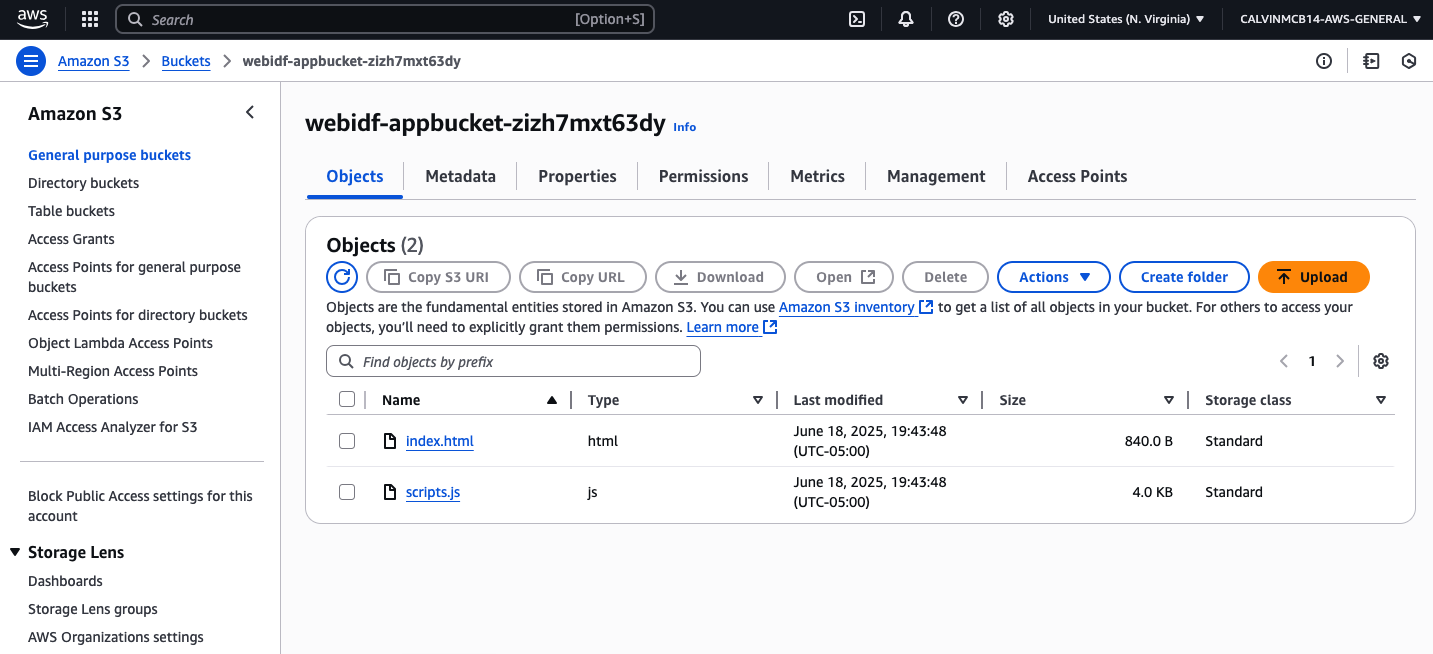 aws
Search [Option+S]
United States (N. Virginia) ▼
CALVINMCB14-AWS-GENERAL ▼
Amazon S3 > Buckets > webidf-appbucket-zizh7mxt63dy
Amazon S3
General purpose buckets
Directory buckets
Table buckets
Access Grants
Access Points for general purpose
buckets
Access Points for directory buckets
Object Lambda Access Points
Multi-Region Access Points
Batch Operations
IAM Access Analyzer for S3
Block Public Access settings for this
account
▼ Storage Lens
Dashboards
Storage Lens groups
AWS Organizations settings
webidf-appbucket-zizh7mxt63dy Info
Objects Metadata Properties Permissions Metrics Management Access Points
Objects (2)
Copy S3 URI Copy URL Download Open Delete Actions ▼ Create folder Upload
Objects are the fundamental entities stored in Amazon S3. You can use Amazon S3 inventory to get a list of all objects in your bucket. For others to access your
objects, you'll need to explicitly grant them permissions. Learn more
Find objects by prefix
< 1 >
Name Type Last modified Size Storage class
index.html html June 18, 2025, 19:43:48 840.0 B Standard
(UTC-05:00)
scripts.js js June 18, 2025, 19:43:48 4.0 KB Standard
(UTC-05:00)